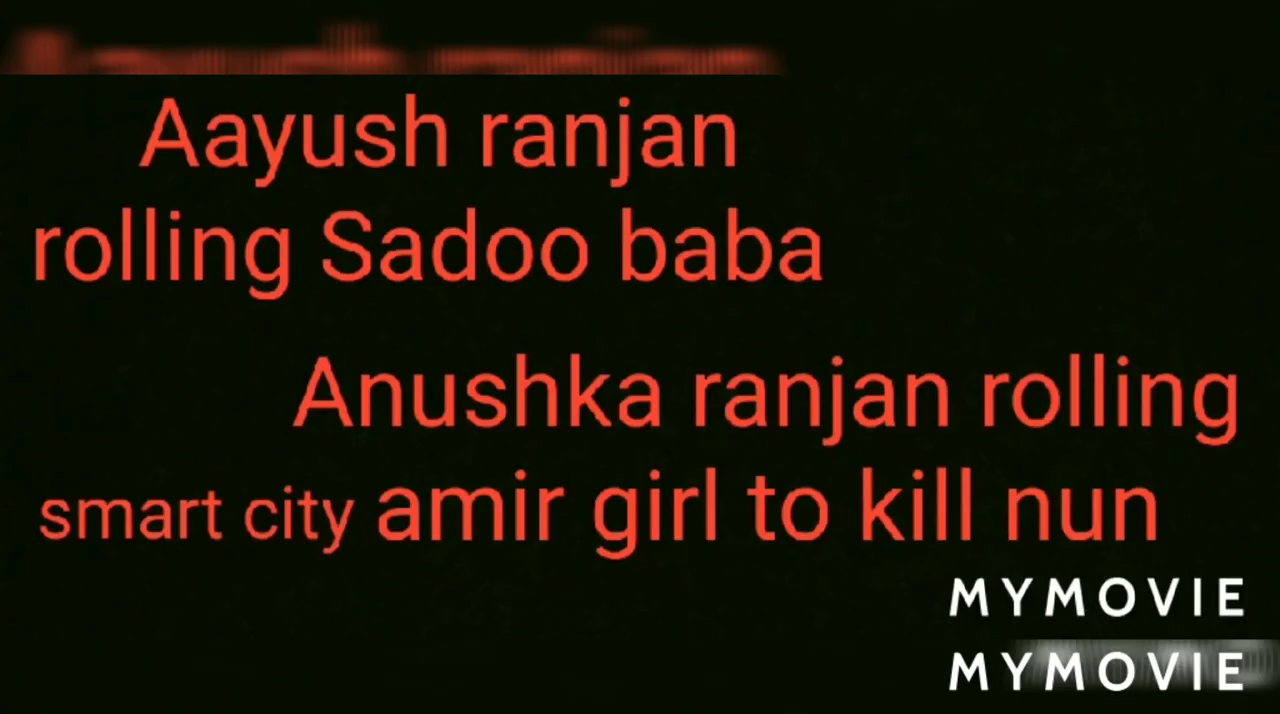 Aayush ranjan
rolling Sadoo baba
Anushka ranjan rolling
smart city amir girl to kill nun
MYMOVIE
MYMOVIE